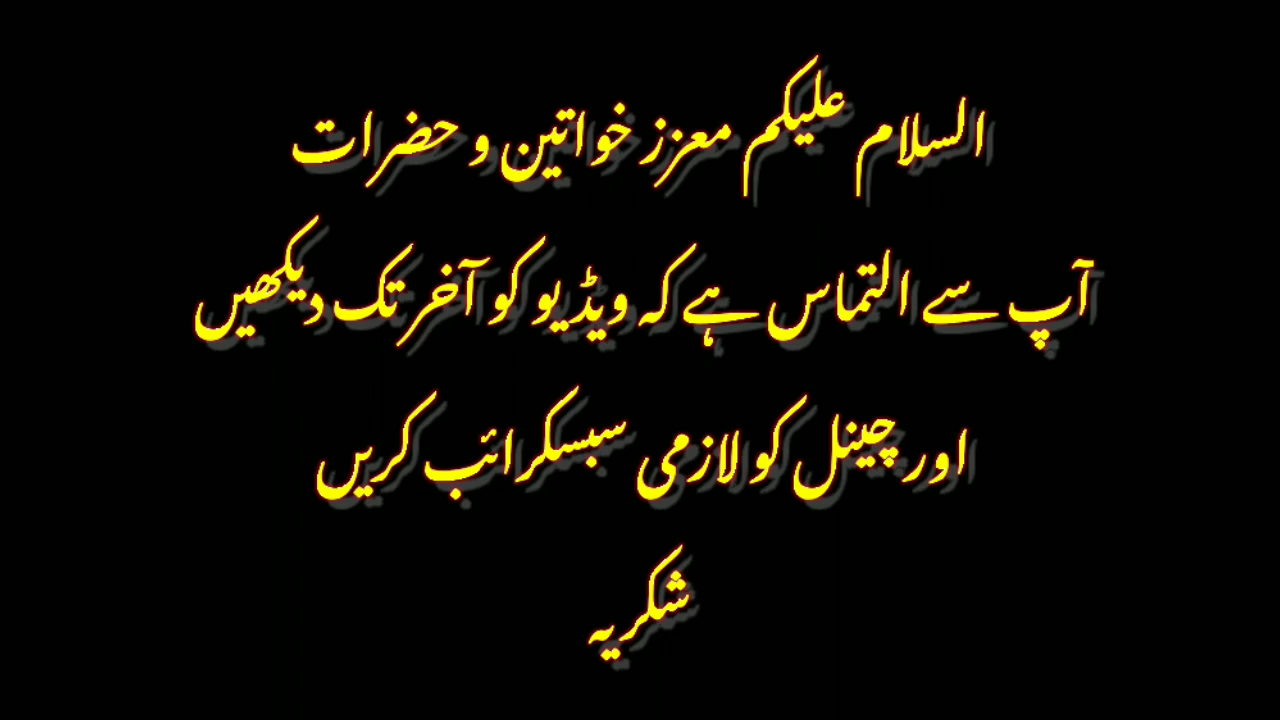 السلام علیکم معزز خواتین و حضرات
آپ سے التماس ہے کہ ویڈیو کو آخر تک دیکھیں
اور چینل کو لازمی سبسکرائب کریں
شکریہ